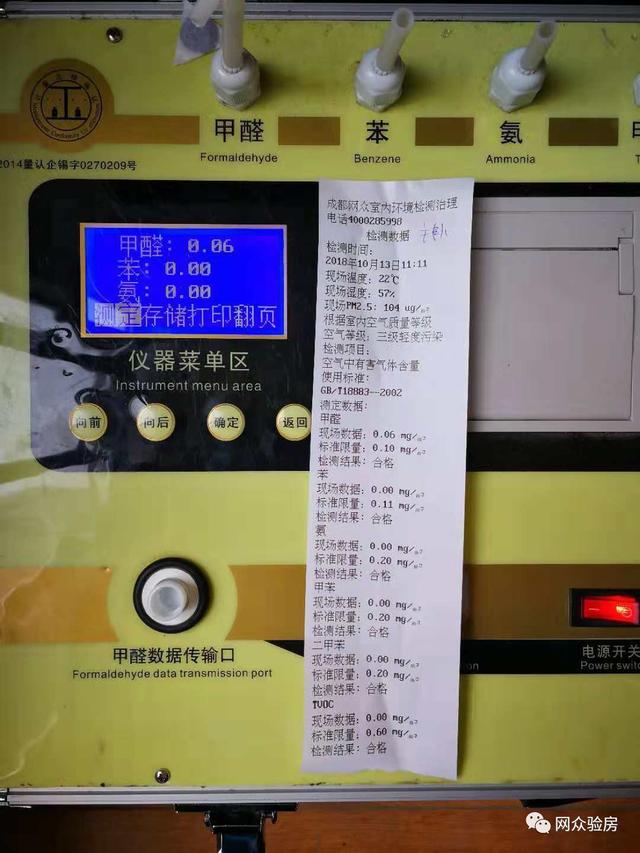 甲醛
苯
氨
Formaldehyde
Benzene
Ammonia
2014量认企锡字0270209号
甲醛: 0.06
苯: 0.00
氨: 0.00
测定存储打印翻页
仪器菜单区
Instrument menu area
向前
向后
确定
返回
成都网众室内环境检测治理
电话4000285998
检测数据
检测时间:
2018年10月13日11:11
现场温度: 22℃
现场湿度: 57%
现场PM2.5: 104 ug/m³
根据室内空气质量等级
空气等级: 三级轻度污染
检测项目:
空气中有害气体含量
使用标准:
GB/T18883--2002
测定数据:
甲醛
现场数据: 0.06 mg/m³
标准限量: 0.10 mg/m³
检测结果: 合格
苯
现场数据: 0.00 mg/m³
标准限量: 0.11 mg/m³
检测结果: 合格
氨
现场数据: 0.00 mg/m³
标准限量: 0.20 mg/m³
检测结果: 合格
甲苯
现场数据: 0.00 mg/m³
标准限量: 0.20 mg/m³
检测结果: 合格
二甲苯
现场数据: 0.00 mg/m³
标准限量: 0.20 mg/m³
检测结果: 合格
TVOC
现场数据: 0.00 mg/m³
标准限量: 0.60 mg/m³
检测结果: 合格
甲醛数据传输口
Formaldehyde data transmission port
电源开关
Power switc
网众验房